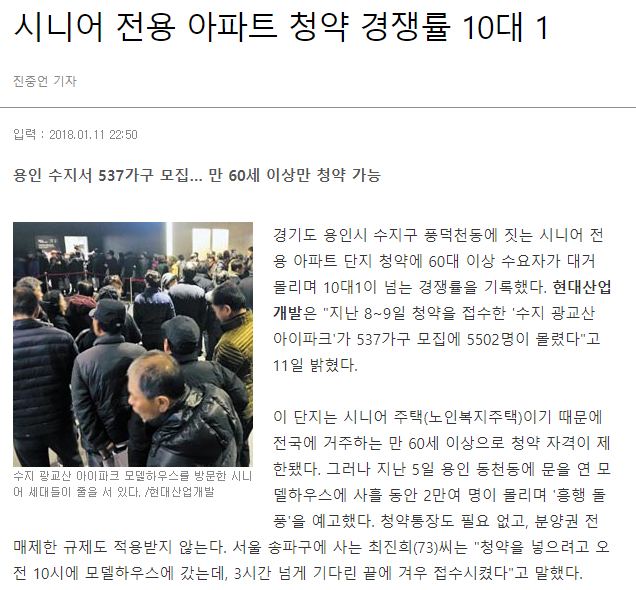 시니어 전용 아파트 청약 경쟁률 10대 1
진중언 기자
입력 : 2018.01.11 22:50
용인 수지서 537가구 모집... 만 60세 이상만 청약 가능
경기도 용인시 수지구 풍덕천동에 짓는 시니어 전
용 아파트 단지 청약에 60대 이상 수요자가 대거
몰리며 10대1이 넘는 경쟁률을 기록했다. 현대산업
개발은 "지난 8~9일 청약을 접수한 '수지 광교산
아이파크'가 537가구 모집에 5502명이 몰렸다"고
11일 밝혔다.
이 단지는 시니어 주택(노인복지주택)이기 때문에
전국에 거주하는 만 60세 이상으로 청약 자격이 제
한됐다. 그러나 지난 5일 용인 동천동에 문을 연 모
델하우스에 사흘 동안 2만여 명이 몰리며 '흥행 돌
풍'을 예고했다. 청약통장도 필요 없고, 분양권 전
매제한 규제도 적용받지 않는다. 서울 송파구에 사는 최진희(73)씨는 "청약을 넣으려고 오
전 10시에 모델하우스에 갔는데, 3시간 넘게 기다린 끝에 겨우 접수시켰다"고 말했다.
수지 광교산 아이파크 모델하우스를 방문한 시니
어 세대들이 줄을 서 있다. /현대산업개발